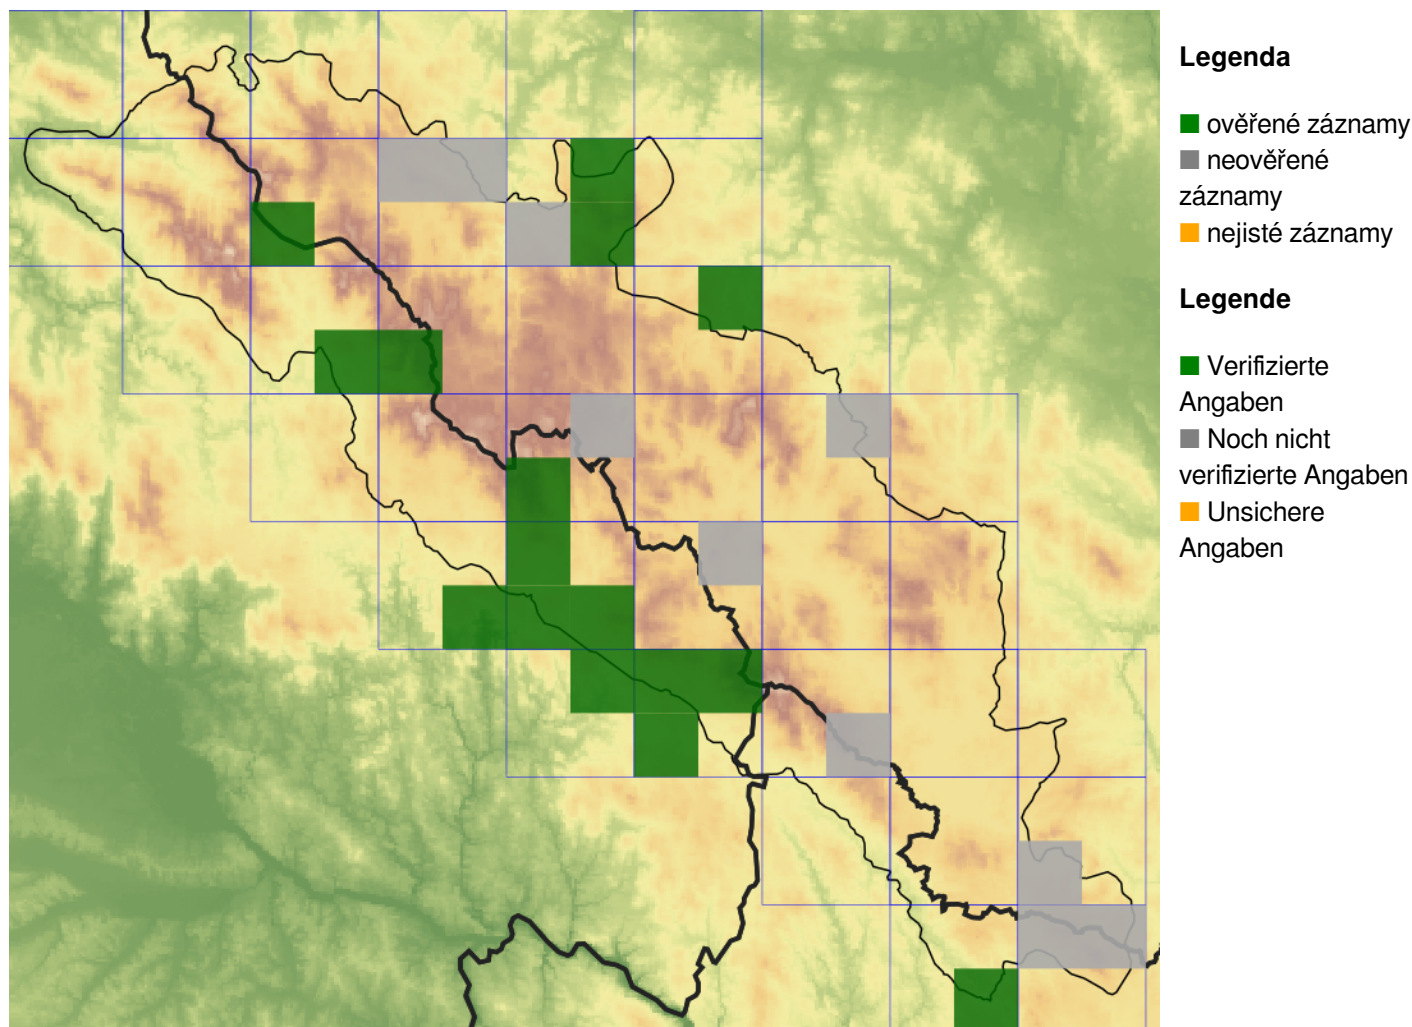 Legenda
ověřené záznamy
neověřené
záznamy
nejisté záznamy
Legende
Verifizierte
Angaben
Noch nicht
verifizierte Angaben
Unsichere
Angaben